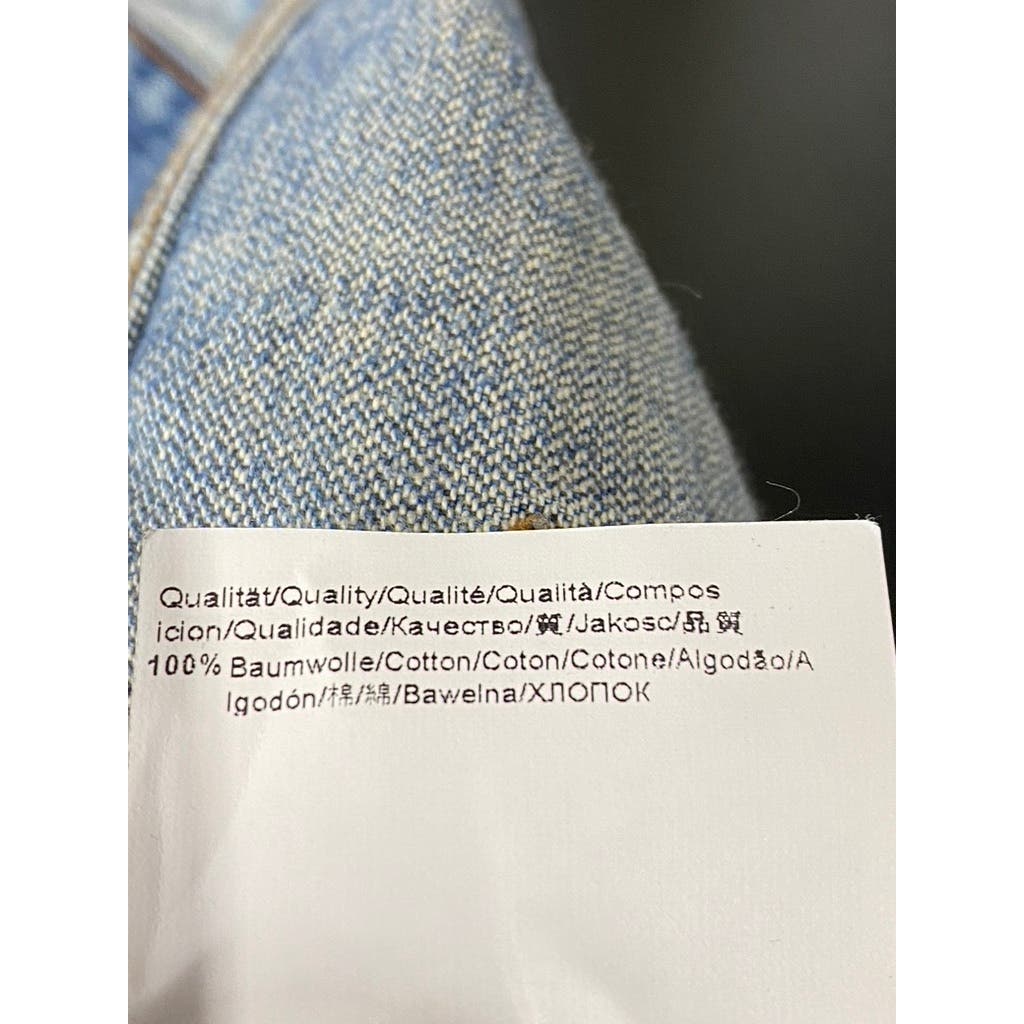 Qualität/Quality/Qualité/Qualità/Compos
icion/Qualidade/Качество/質/Jakosc/品質
100% Baumwolle/Cotton/Coton/Cotone/Algodão/A
lgodón/棉/綿/Bawelna/ХЛОПОК